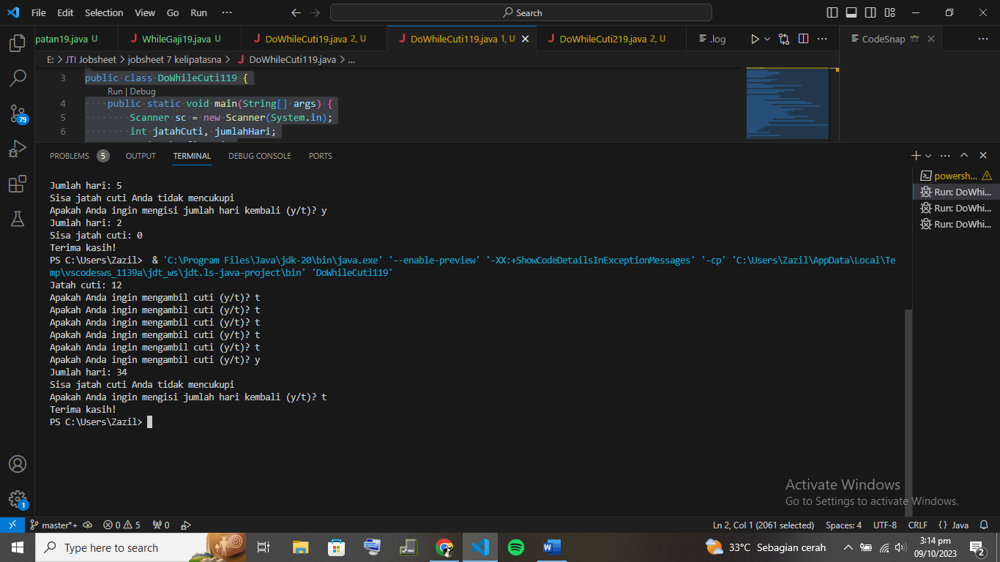 File Edit Selection View Go Run ··· Search
patan19.java U WhileGaji19.java U DoWhileCuti19.java 2, U DoWhileCuti119.java 1, U DoWhileCuti219.java 2, U .log CodeSnap
E: > JTI Jobsheet > jobsheet 7 kelipatasna > DoWhileCuti119.java > ...
3 public class DoWhileCuti119 {
Run | Debug
4 public static void main(String[] args) {
5 Scanner sc = new Scanner(System.in);
6 int jatahCuti, jumlahHari;
PROBLEMS 5 OUTPUT TERMINAL DEBUG CONSOLE PORTS
powersh...
Run: DoWhi...
Run: DoWhi...
Run: DoWhi...
Jumlah hari: 5
Sisa jatah cuti Anda tidak mencukupi
Apakah Anda ingin mengisi jumlah hari kembali (y/t)? y
Jumlah hari: 2
Sisa jatah cuti: 0
Terima kasih!
PS C:\Users\Zazil>  & 'C:\Program Files\Java\jdk-20\bin\java.exe' '--enable-preview' '-XX:+ShowCodeDetailsInExceptionMessages' '-cp' 'C:\Users\Zazil\AppData\Local\Te
mp\vscodesws_1139a\jdt_ws\jdt.ls-java-project\bin' 'DoWhileCuti119'
Jatah cuti: 12
Apakah Anda ingin mengambil cuti (y/t)? t
Apakah Anda ingin mengambil cuti (y/t)? t
Apakah Anda ingin mengambil cuti (y/t)? t
Apakah Anda ingin mengambil cuti (y/t)? t
Apakah Anda ingin mengambil cuti (y/t)? t
Apakah Anda ingin mengambil cuti (y/t)? y
Jumlah hari: 34
Sisa jatah cuti Anda tidak mencukupi
Apakah Anda ingin mengisi jumlah hari kembali (y/t)? t
Terima kasih!
PS C:\Users\Zazil>
79
1
Activate Windows
Go to Settings to activate Windows.
master*+ 0 5 0 Ln 2, Col 1 (2061 selected) Spaces: 4 UTF-8 CRLF {} Java
Type here to search 33°C Sebagian cerah 3:14 pm
09/10/2023 2